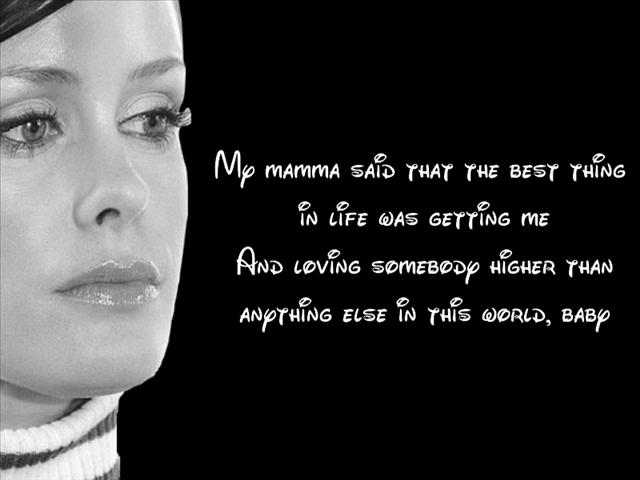 My mamma said that the best thing
in life was getting me
And loving somebody higher than
anything else in this world, baby